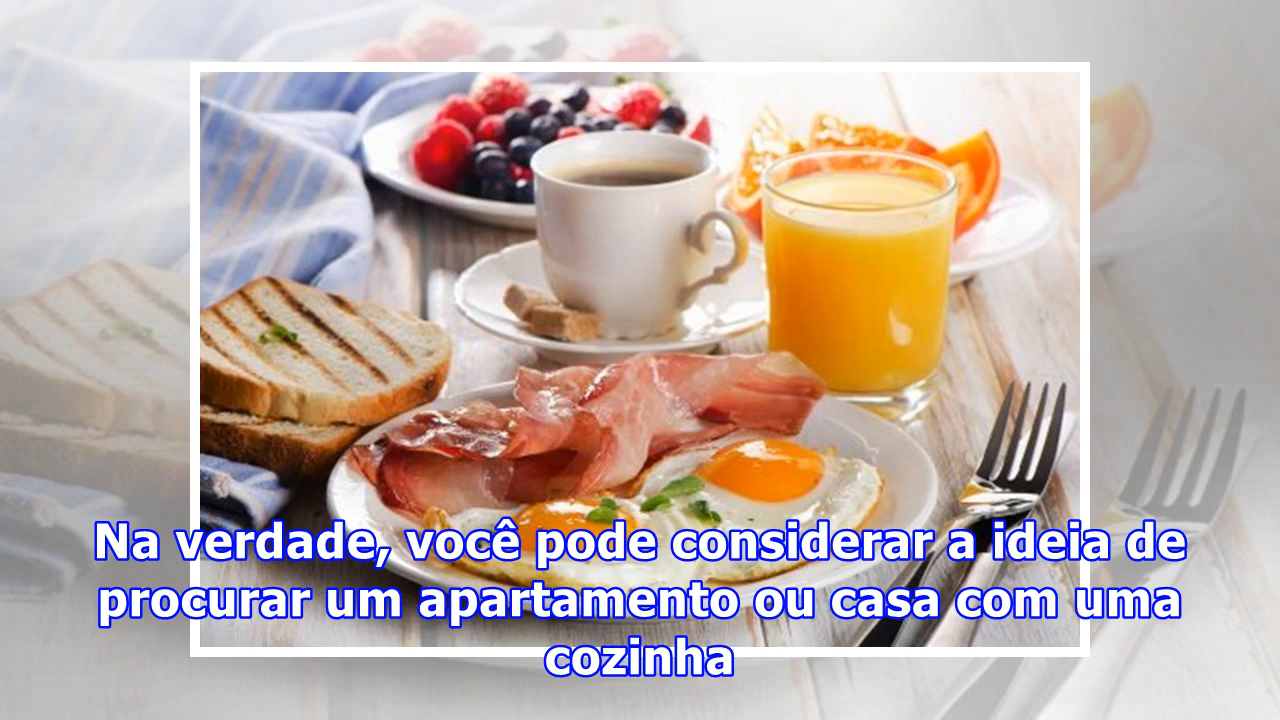 Na verdade, você pode considerar a ideia de
procurar um apartamento ou casa com uma
cozinha